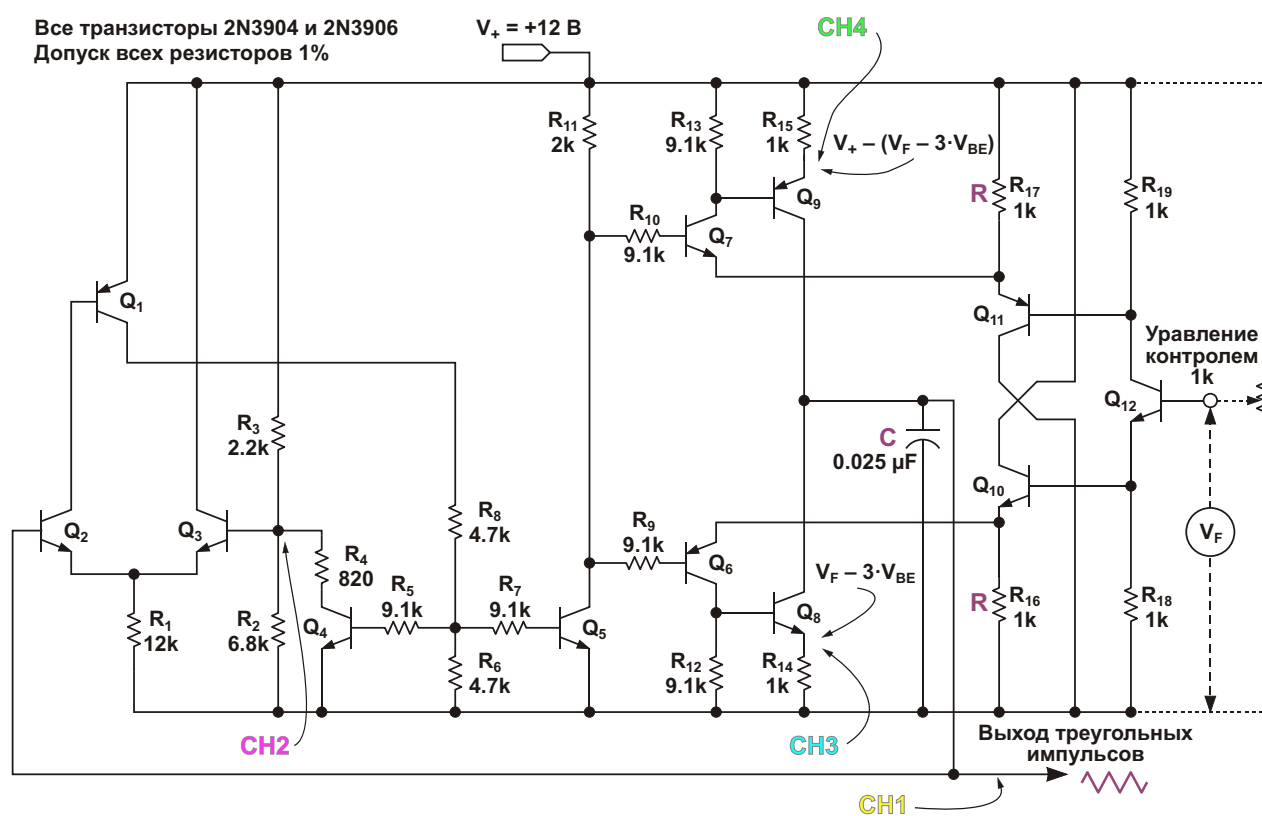 Все транзисторы 2N3904 и 2N3906
Допуск всех резисторов 1%
V+ = +12 В
CH4
R11
2k
R13
9.1k
R15
1k
V+ – (VF – 3·VBE)
R
R17
1k
R19
1k
Q9
R10
9.1k
Q7
Q1
Q11
Уравление
контролем
1k
Q12
R3
2.2k
C
0.025 µF
Q10
R8
4.7k
R9
9.1k
Q2
Q3
VF
R4
820
Q6
VF – 3·VBE
R5
9.1k
R7
9.1k
R
R16
1k
R18
1k
R1
12k
R2
6.8k
Q4
Q5
Q8
R6
4.7k
R12
9.1k
R14
1k
CH2
CH3
Выход треугольных
импульсов
CH1